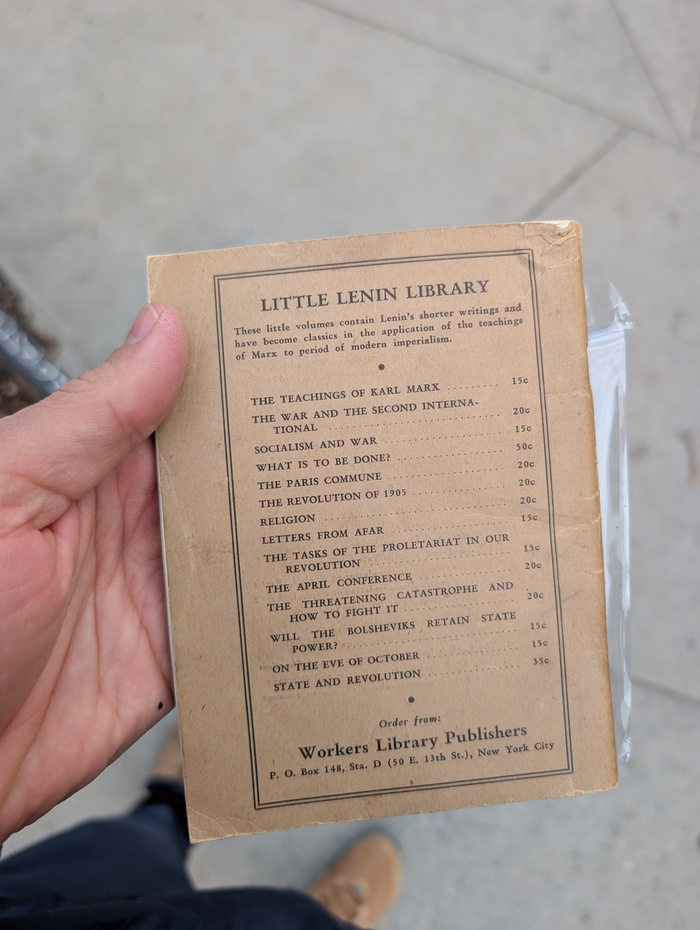 LITTLE LENIN LIBRARY
These little volumes contain Lenin's shorter writings and
have become classics in the application of the teachings
of Marx to period of modern imperialism.
THE TEACHINGS OF KARL MARX ......... 15c
THE WAR AND THE SECOND INTERNA-
TIONAL ......... 20c
SOCIALISM AND WAR ......... 15c
WHAT IS TO BE DONE? ......... 50c
THE PARIS COMMUNE ......... 20c
THE REVOLUTION OF 1905 ......... 20c
RELIGION ......... 20c
LETTERS FROM AFAR ......... 15c
THE TASKS OF THE PROLETARIAT IN OUR
REVOLUTION ......... 15c
THE APRIL CONFERENCE ......... 20c
THE THREATENING CATASTROPHE AND
HOW TO FIGHT IT ......... 20c
WILL THE BOLSHEVIKS RETAIN STATE
POWER? ......... 15c
ON THE EVE OF OCTOBER ......... 15c
STATE AND REVOLUTION ......... 35c
Order from:
Workers Library Publishers
P. O. Box 148, Sta. D (50 E. 13th St.), New York City